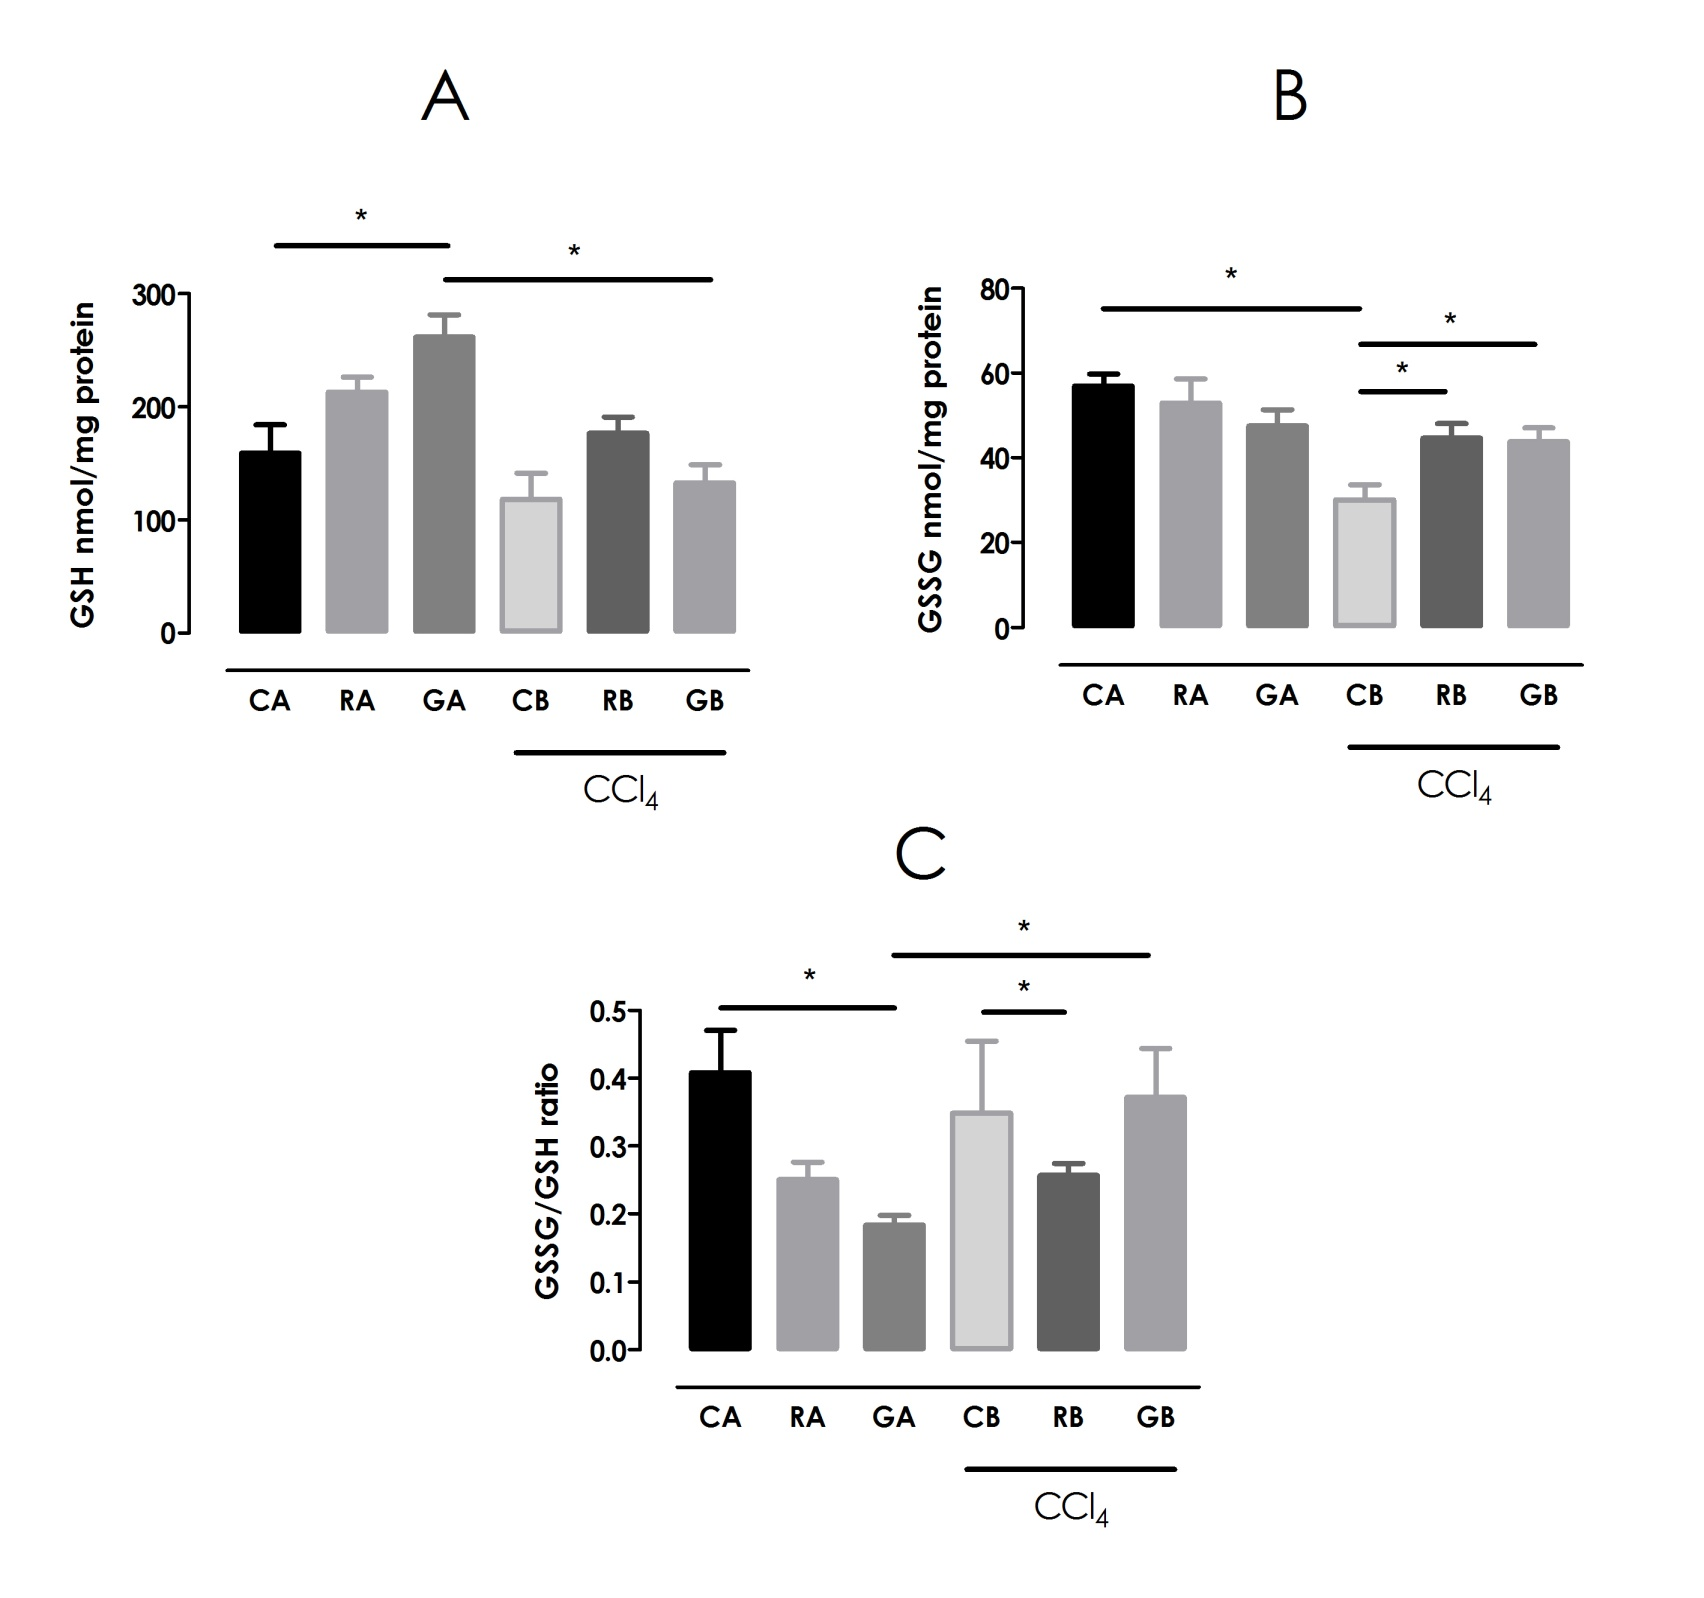 A
*
*
GSH nmol/mg protein
300
200
100
0
CA RA GA CB RB GB
CCl₄
B
*
*
*
GSSG nmol/mg protein
80
60
40
20
0
CA RA GA CB RB GB
CCl₄
C
*
*
*
GSSG/GSH ratio
0.5
0.4
0.3
0.2
0.1
0.0
CA RA GA CB RB GB
CCl₄